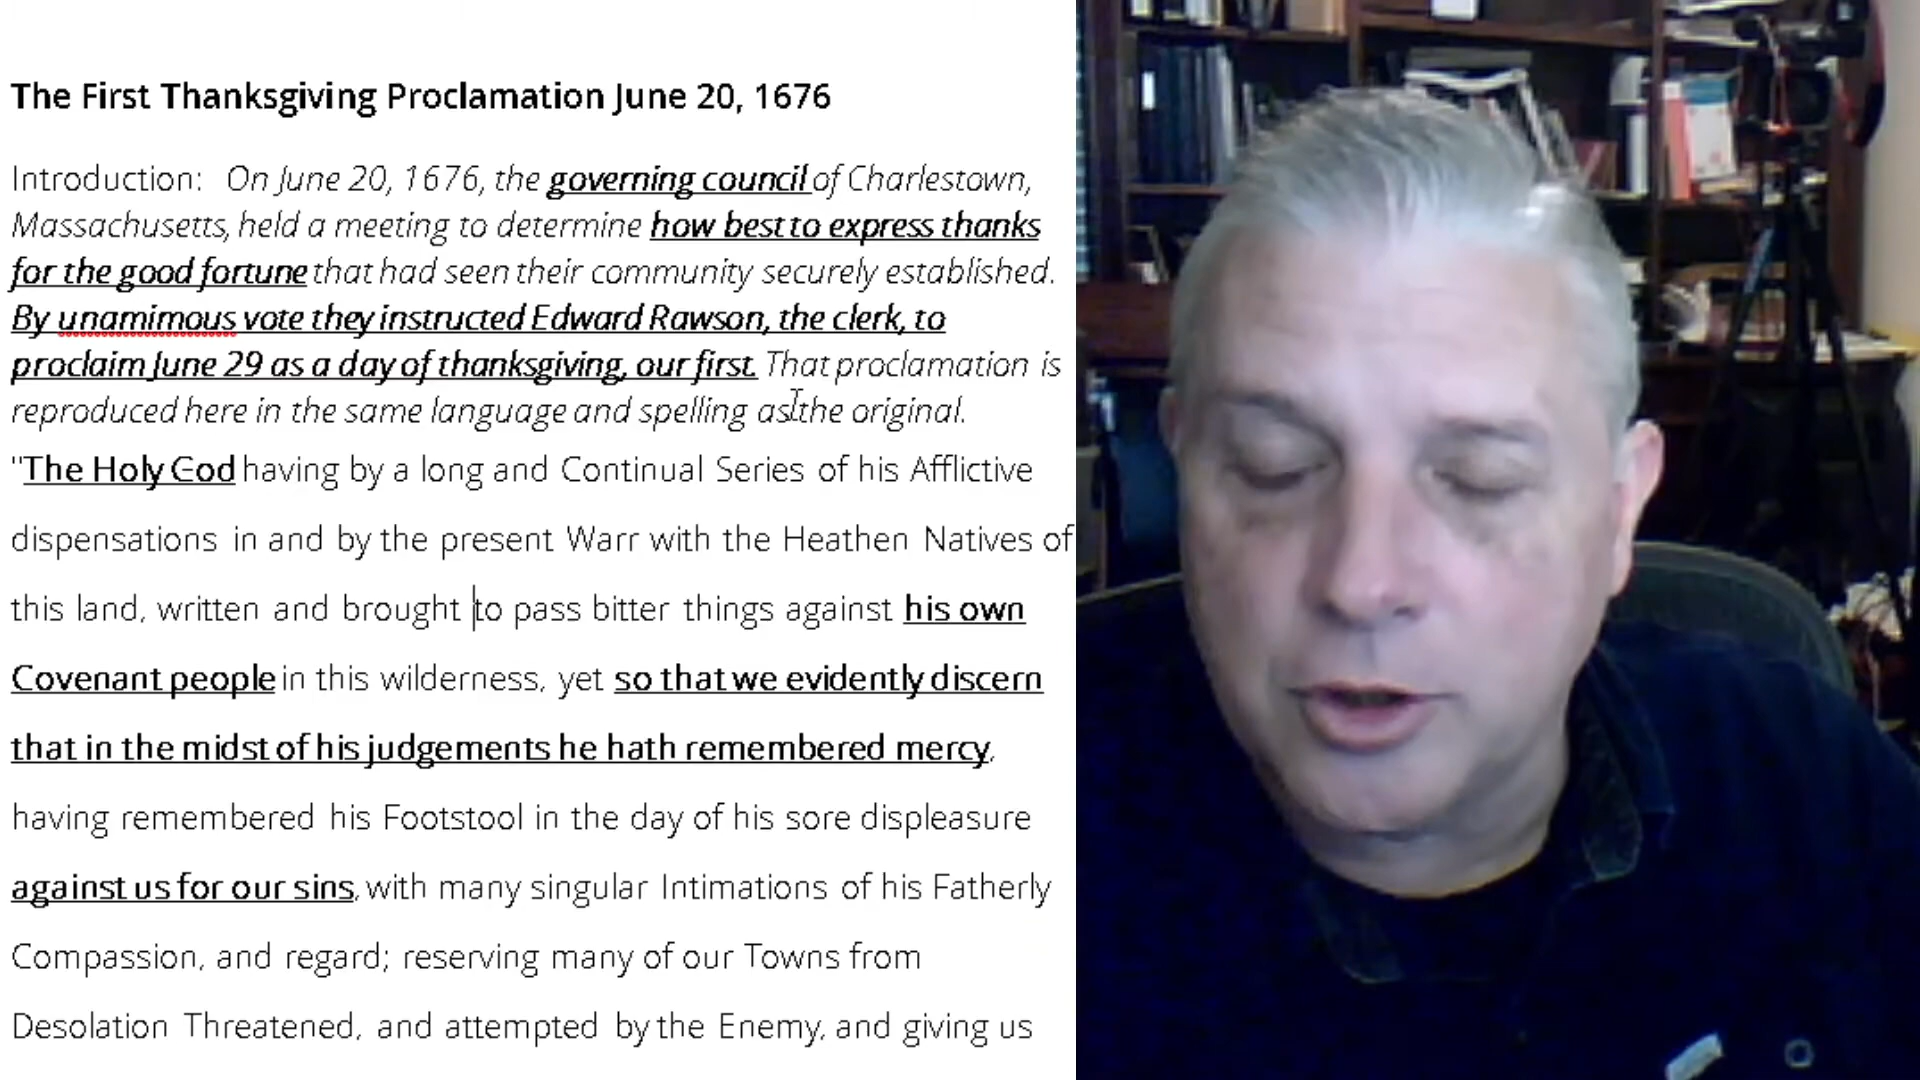 The First Thanksgiving Proclamation June 20, 1676
Introduction: On June 20, 1676, the governing council of Charlestown,
Massachusetts, held a meeting to determine how best to express thanks
for the good fortune that had seen their community securely established.
By unamimous vote they instructed Edward Rawson, the clerk, to
proclaim June 29 as a day of thanksgiving, our first. That proclamation is
reproduced here in the same language and spelling as the original.
"The Holy God having by a long and Continual Series of his Afflictive
dispensations in and by the present Warr with the Heathen Natives of
this land, written and brought to pass bitter things against his own
Covenant people in this wilderness, yet so that we evidently discern
that in the midst of his judgements he hath remembered mercy,
having remembered his Footstool in the day of his sore displeasure
against us for our sins, with many singular Intimations of his Fatherly
Compassion, and regard; reserving many of our Towns from
Desolation Threatened, and attempted by the Enemy, and giving us